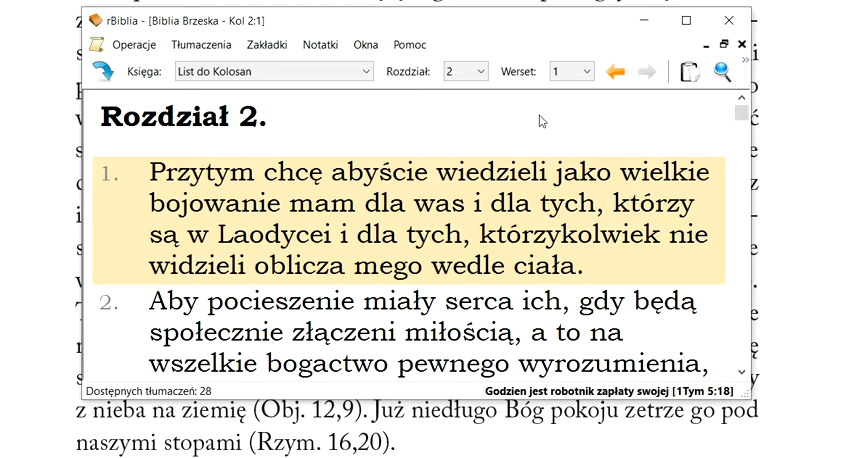 rBiblia - [Biblia Brzeska - Kol 2:1]
Operacje Tłumaczenia Zakładki Notatki Okna Pomoc
Księga: List do Kolosan Rozdział: 2 Werset: 1
Rozdział 2.
1. Przytym chcę abyście wiedzieli jako wielkie
bojowanie mam dla was i dla tych, którzy
są w Laodycei i dla tych, którzykolwiek nie
widzieli oblicza mego wedle ciała.
2. Aby pocieszenie miały serca ich, gdy będą
społecznie złączeni miłością, a to na
wszelkie bogactwo pewnego wyrozumienia,
Dostępnych tłumaczeń: 28 Godzien jest robotnik zapłaty swojej [1Tym 5:18]
z nieba na ziemię (Obj. 12,9). Już niedługo Bóg pokoju zetrze go pod
naszymi stopami (Rzym. 16,20).